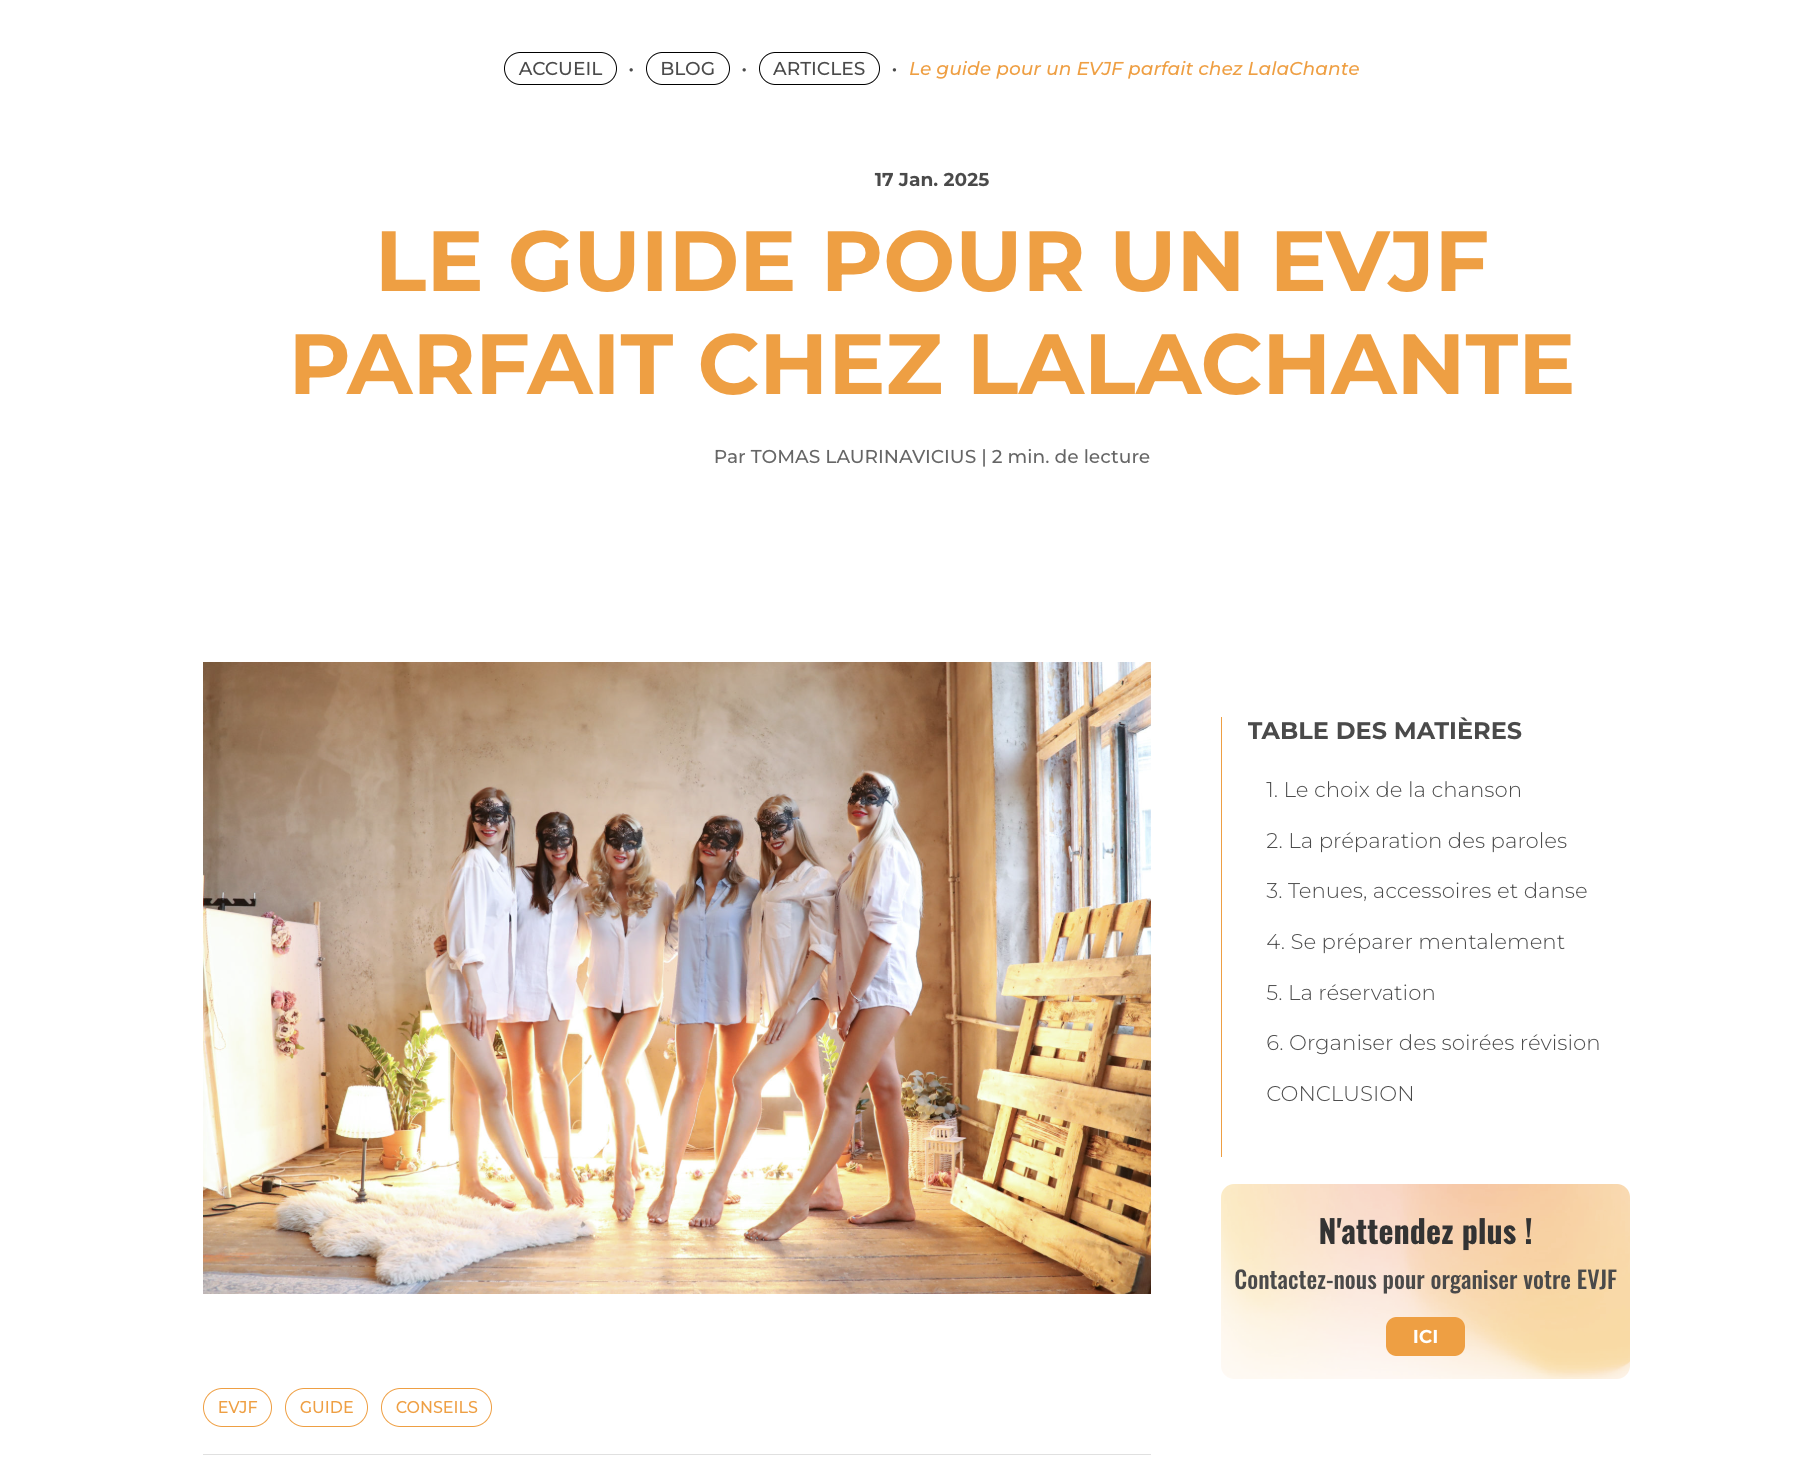 ACCUEIL • BLOG • ARTICLES • Le guide pour un EVJF parfait chez LalaChante
17 Jan. 2025
LE GUIDE POUR UN EVJF
PARFAIT CHEZ LALACHANTE
Par TOMAS LAURINAVICIUS | 2 min. de lecture
TABLE DES MATIÈRES
1. Le choix de la chanson
2. La préparation des paroles
3. Tenues, accessoires et danse
4. Se préparer mentalement
5. La réservation
6. Organiser des soirées révision
CONCLUSION
N'attendez plus !
Contactez-nous pour organiser votre EVJF
ICI
EVJF GUIDE CONSEILS